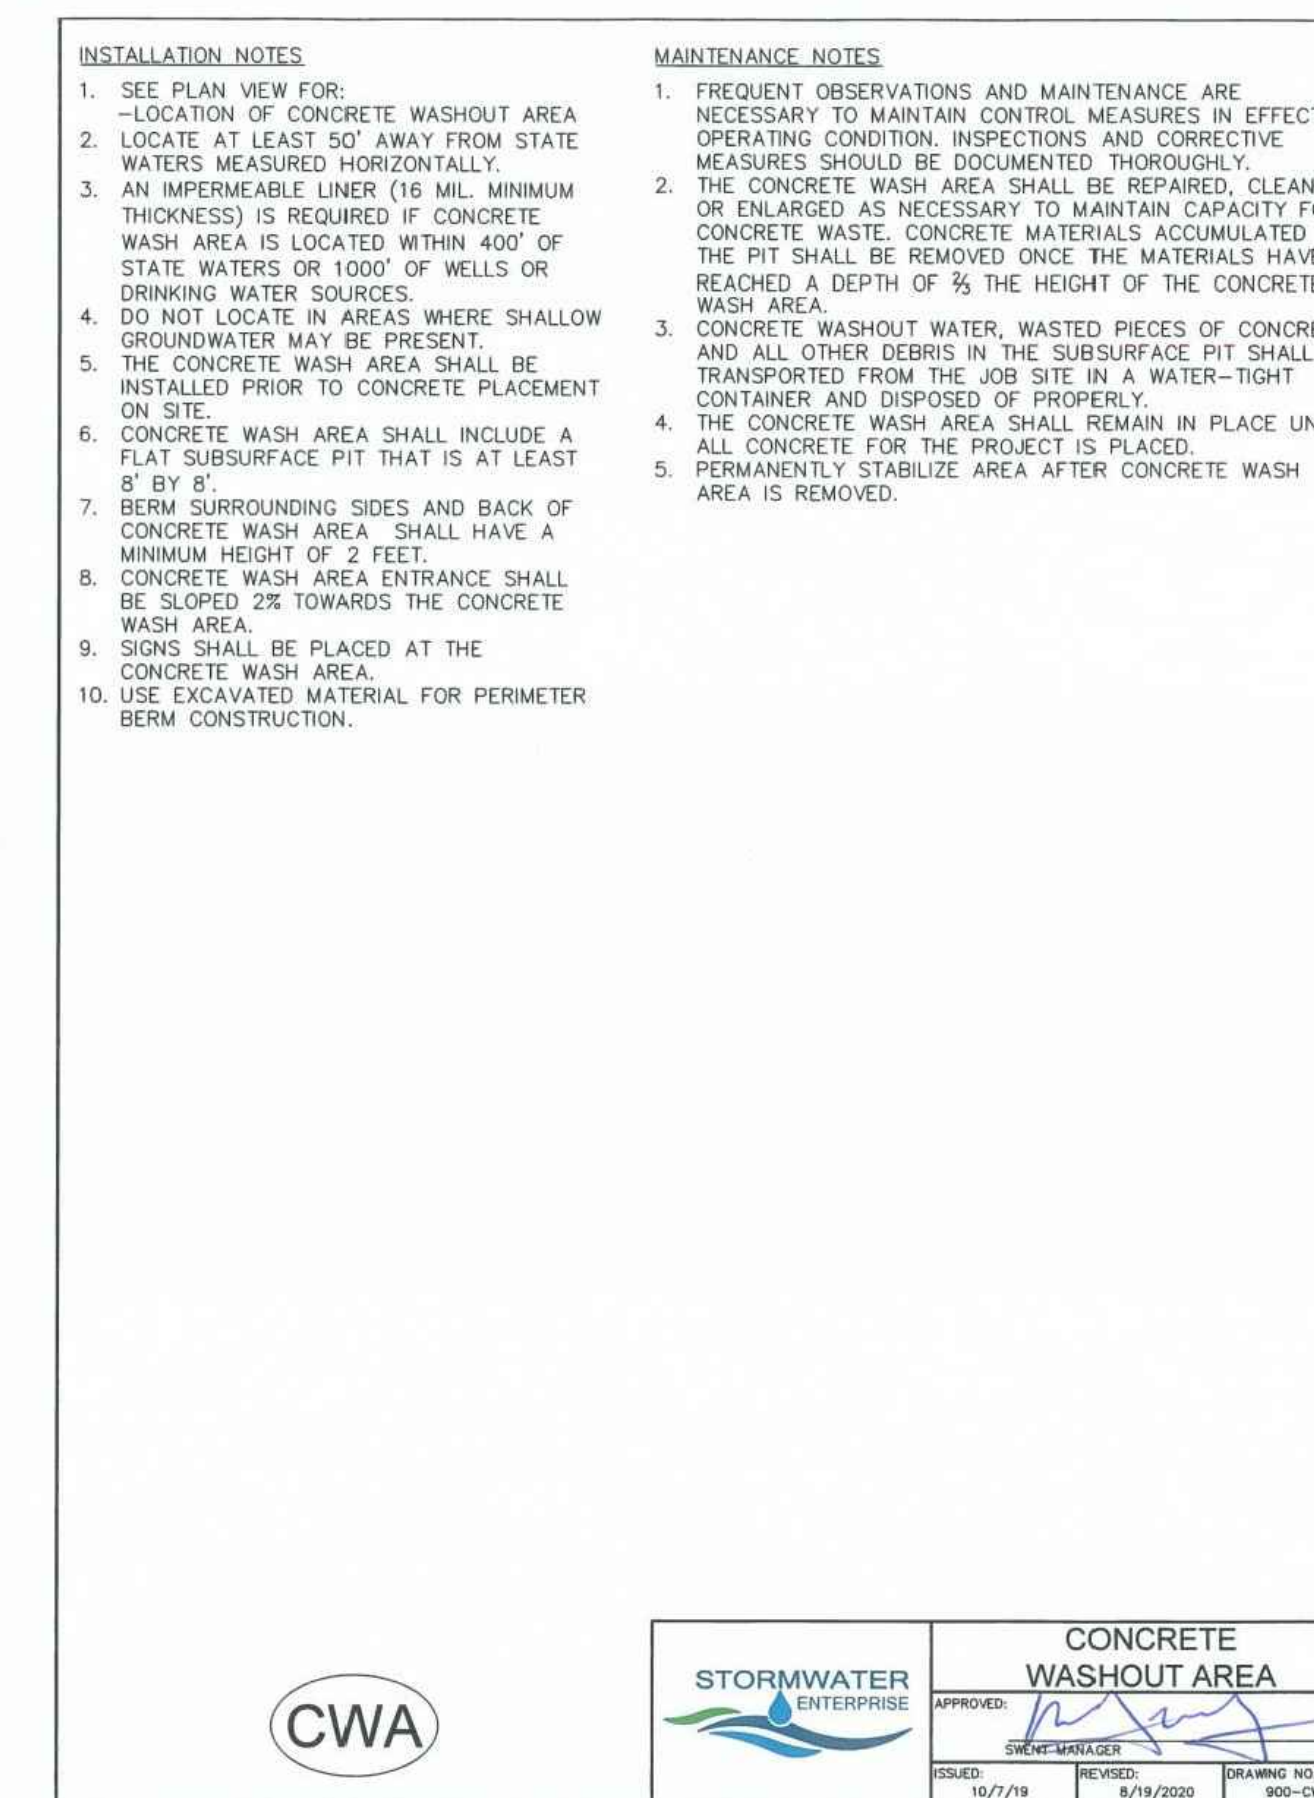 INSTALLATION NOTES
1. SEE PLAN VIEW FOR:
-LOCATION OF CONCRETE WASHOUT AREA
2. LOCATE AT LEAST 50' AWAY FROM STATE
WATERS MEASURED HORIZONTALLY.
3. AN IMPERMEABLE LINER (16 MIL. MINIMUM
THICKNESS) IS REQUIRED IF CONCRETE
WASH AREA IS LOCATED WITHIN 400' OF
STATE WATERS OR 1000' OF WELLS OR
DRINKING WATER SOURCES.
4. DO NOT LOCATE IN AREAS WHERE SHALLOW
GROUNDWATER MAY BE PRESENT.
5. THE CONCRETE WASH AREA SHALL BE
INSTALLED PRIOR TO CONCRETE PLACEMENT
ON SITE.
6. CONCRETE WASH AREA SHALL INCLUDE A
FLAT SUBSURFACE PIT THAT IS AT LEAST
8' BY 8'.
7. BERM SURROUNDING SIDES AND BACK OF
CONCRETE WASH AREA SHALL HAVE A
MINIMUM HEIGHT OF 2 FEET.
8. CONCRETE WASH AREA ENTRANCE SHALL
BE SLOPED 2% TOWARDS THE CONCRETE
WASH AREA.
9. SIGNS SHALL BE PLACED AT THE
CONCRETE WASH AREA.
10. USE EXCAVATED MATERIAL FOR PERIMETER
BERM CONSTRUCTION.
MAINTENANCE NOTES
1. FREQUENT OBSERVATIONS AND MAINTENANCE ARE
NECESSARY TO MAINTAIN CONTROL MEASURES IN EFFECT
OPERATING CONDITION. INSPECTIONS AND CORRECTIVE
MEASURES SHOULD BE DOCUMENTED THOROUGHLY.
2. THE CONCRETE WASH AREA SHALL BE REPAIRED, CLEAN
OR ENLARGED AS NECESSARY TO MAINTAIN CAPACITY
CONCRETE WASTE. CONCRETE MATERIALS ACCUMULATED
THE PIT SHALL BE REMOVED ONCE THE MATERIALS HAVE
REACHED A DEPTH OF ⅔ THE HEIGHT OF THE CONCRETE
WASH AREA.
3. CONCRETE WASHOUT WATER, WASTED PIECES OF CONCRE
AND ALL OTHER DEBRIS IN THE SUBSURFACE PIT SHALL
TRANSPORTED FROM THE JOB SITE IN A WATER-TIGHT
CONTAINER AND DISPOSED OF PROPERLY.
4. THE CONCRETE WASH AREA SHALL REMAIN IN PLACE UN
ALL CONCRETE FOR THE PROJECT IS PLACED.
5. PERMANENTLY STABILIZE AREA AFTER CONCRETE WASH
AREA IS REMOVED.
CWA
STORMWATER
ENTERPRISE
CONCRETE
WASHOUT AREA
APPROVED:
SWENT MANAGER
ISSUED:
10/7/19
REVISED:
8/19/2020
DRAWING NO
900-C